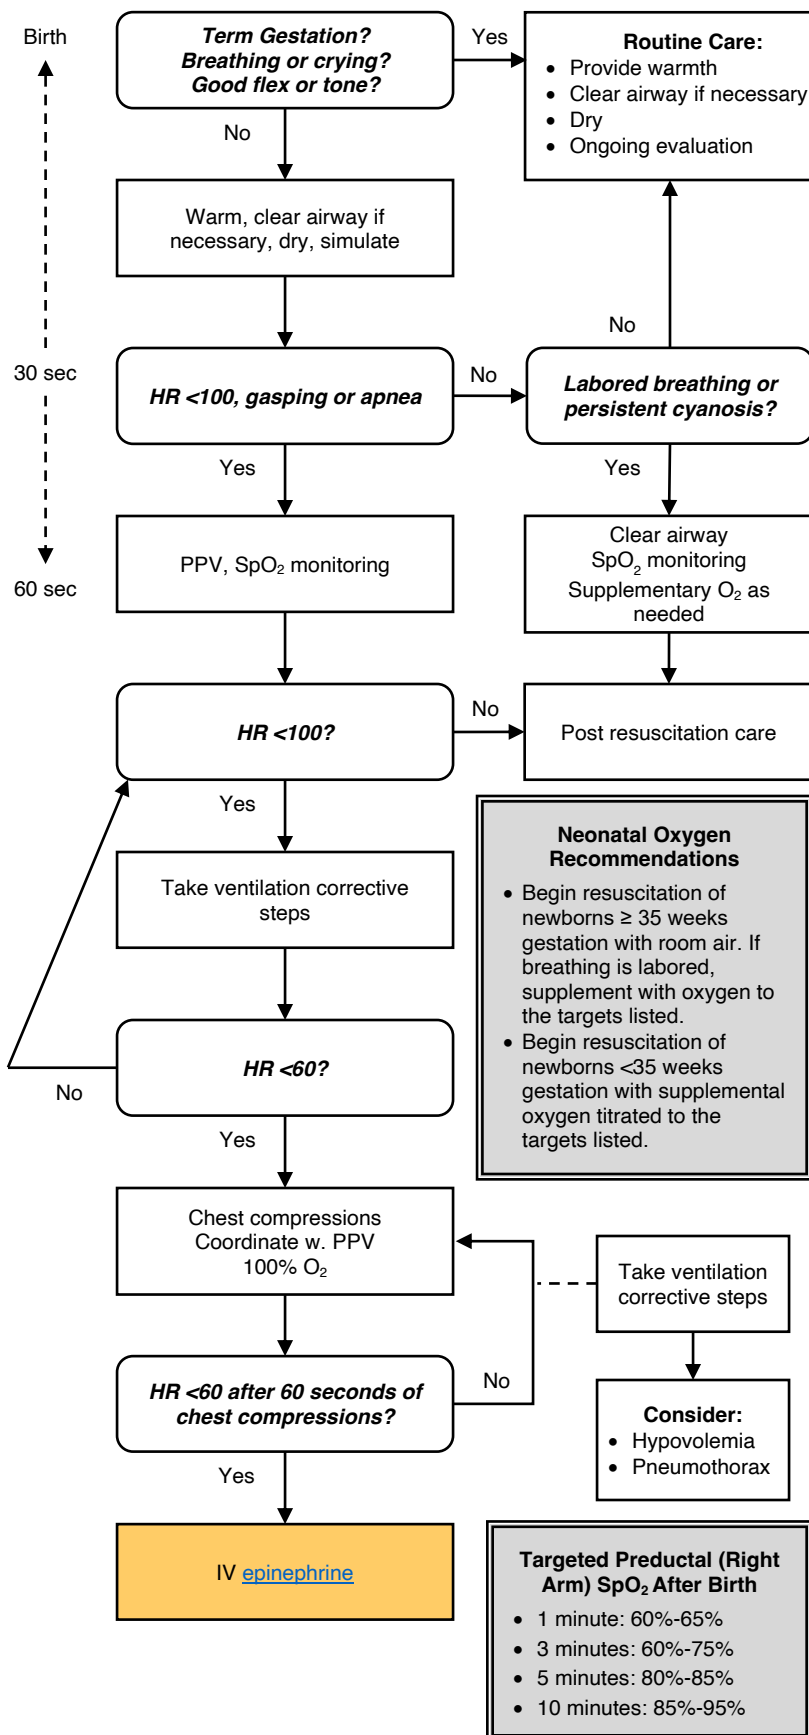 Birth
Term Gestation?
Breathing or crying?
Good flex or tone?
Yes
Routine Care:
• Provide warmth
• Clear airway if necessary
• Dry
• Ongoing evaluation
No
Warm, clear airway if
necessary, dry, simulate
No
30 sec
HR <100, gasping or apnea
No
Labored breathing or
persistent cyanosis?
Yes
Yes
60 sec
PPV, SpO₂ monitoring
Clear airway
SpO₂ monitoring
Supplementary O₂ as
needed
HR <100?
No
Post resuscitation care
Yes
Take ventilation corrective
steps
Neonatal Oxygen
Recommendations
• Begin resuscitation of
newborns ≥ 35 weeks
gestation with room air. If
breathing is labored,
supplement with oxygen to
the targets listed.
• Begin resuscitation of
newborns <35 weeks
gestation with supplemental
oxygen titrated to the
targets listed.
HR <60?
No
Yes
Chest compressions
Coordinate w. PPV
100% O₂
Take ventilation
corrective steps
HR <60 after 60 seconds of
chest compressions?
No
Consider:
• Hypovolemia
• Pneumothorax
Yes
IV epinephrine
Targeted Preductal (Right
Arm) SpO₂ After Birth
• 1 minute: 60%-65%
• 3 minutes: 60%-75%
• 5 minutes: 80%-85%
• 10 minutes: 85%-95%